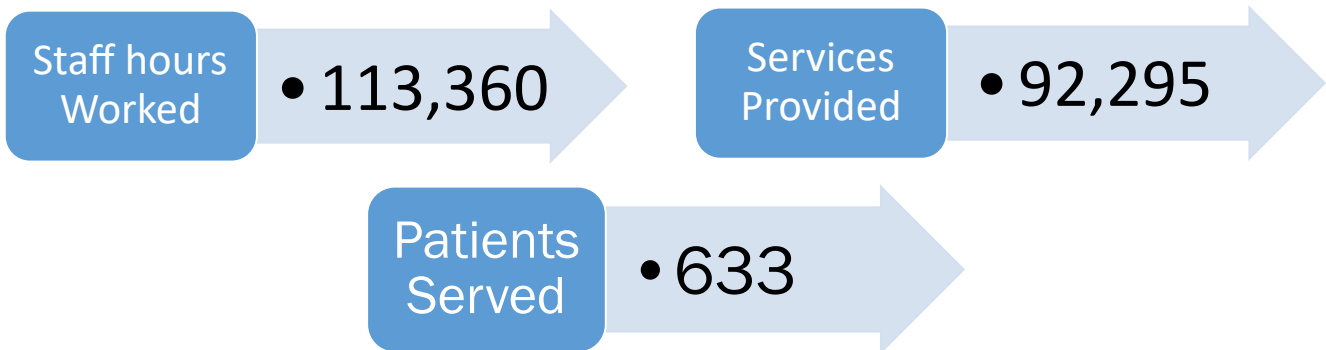 Staff hours
Worked
• 113,360
Services
Provided
• 92,295
Patients
Served
• 633